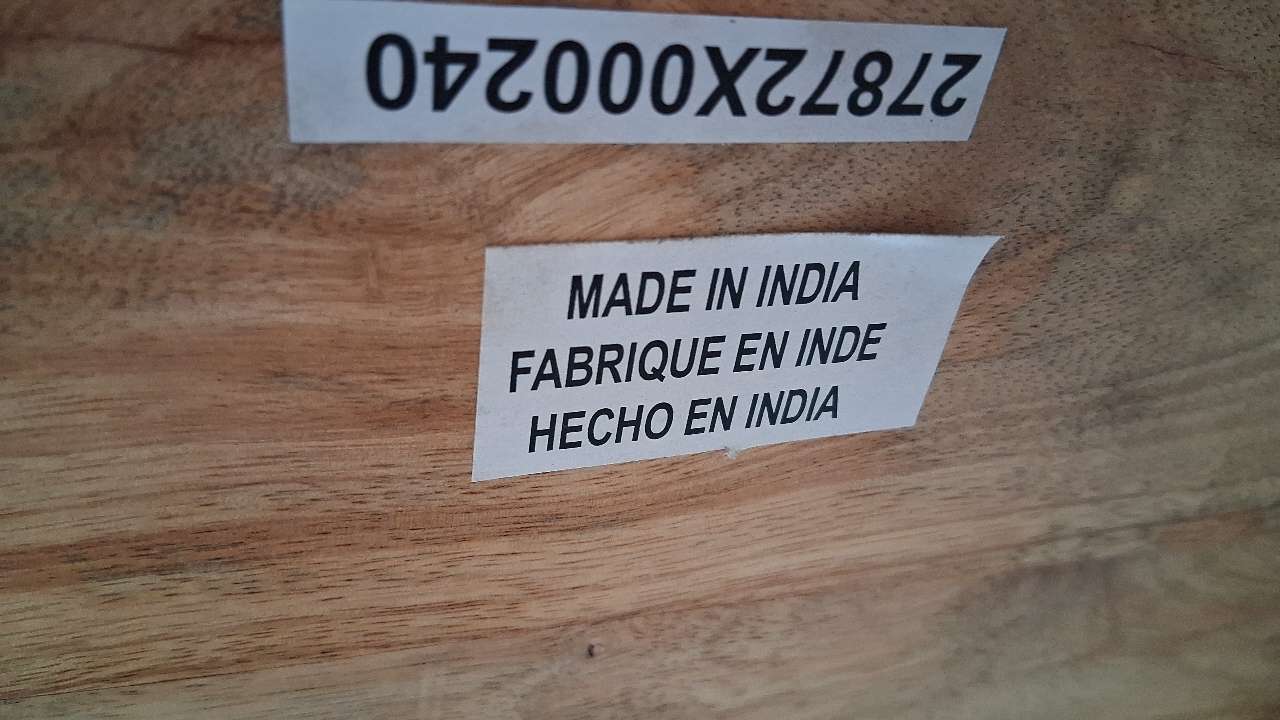 27872X000240
MADE IN INDIA
FABRIQUE EN INDE
HECHO EN INDIA